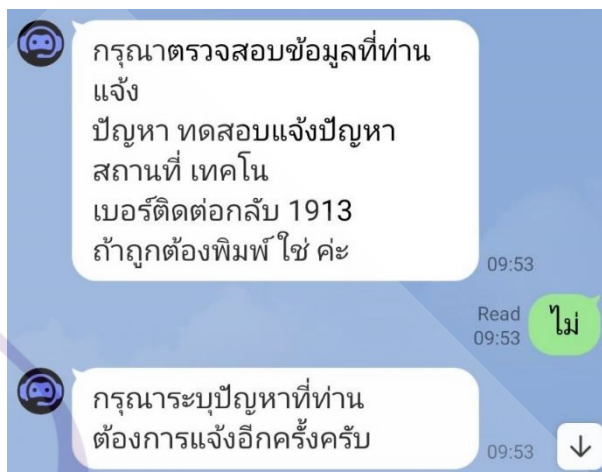 กรุณาตรวจสอบข้อมูลที่ท่าน
แจ้ง
ปัญหา ทดสอบแจ้งปัญหา
สถานที่ เทคโน
เบอร์ติดต่อกลับ 1913
ถ้าถูกต้องพิมพ์ ใช่ ค่ะ
09:53
Read
09:53
ไม่
กรุณาระบุปัญหาที่ท่าน
ต้องการแจ้งอีกครั้งครับ
09:53